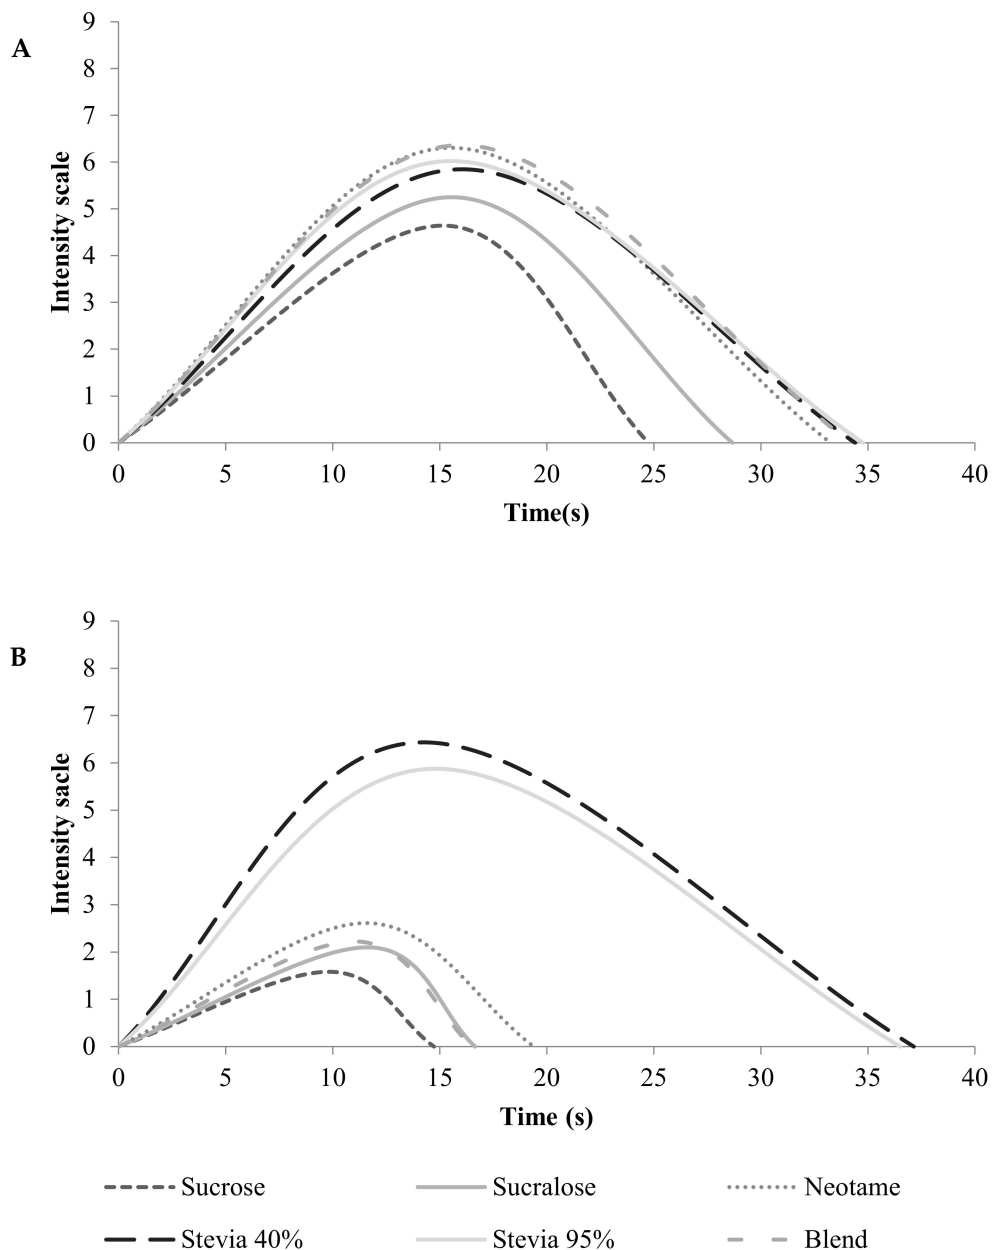 A
9
8
7
6
5
4
3
2
1
0
Intensity scale
0 5 10 15 20 25 30 35 40
Time(s)
B
9
8
7
6
5
4
3
2
1
0
Intensity sacle
0 5 10 15 20 25 30 35 40
Time (s)
Sucrose Sucralose Neotame
Stevia 40% Stevia 95% Blend